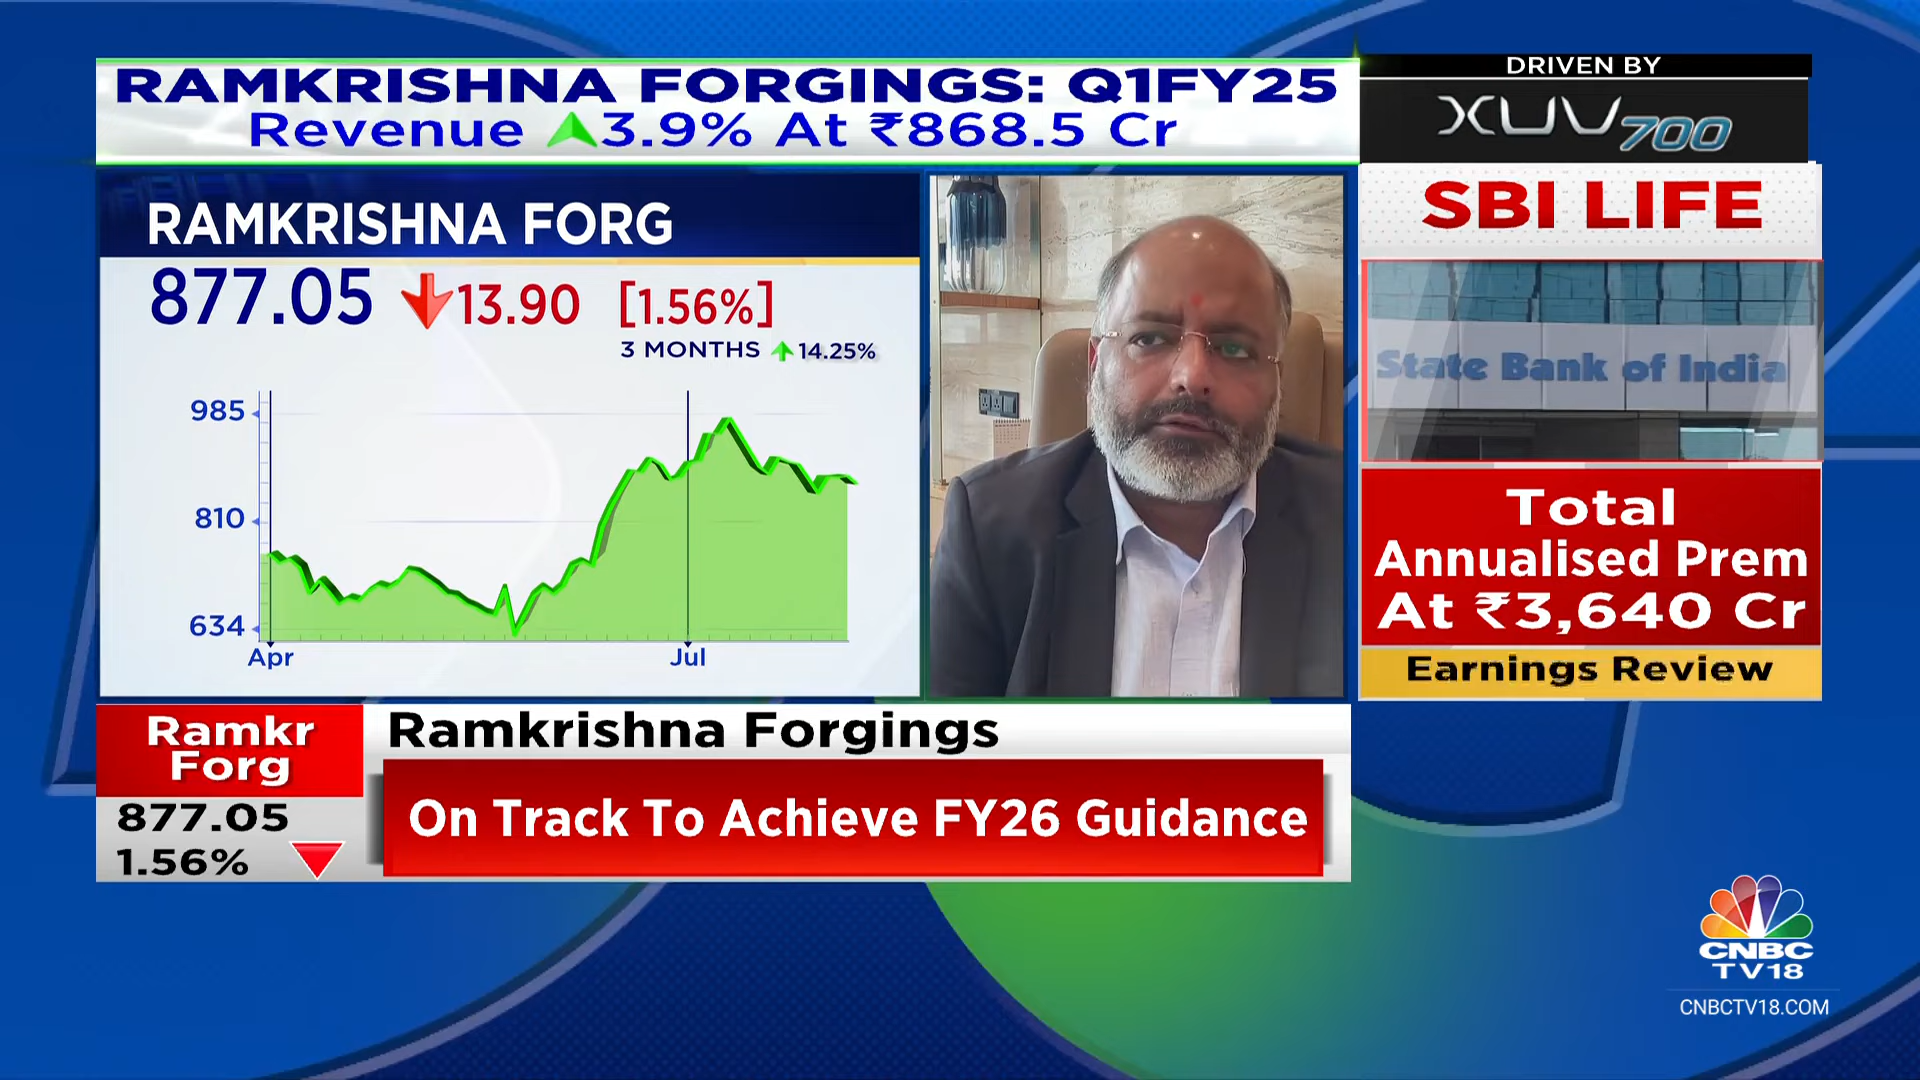 RAMKRISHNA FORGINGS: Q1FY25
Revenue 3.9% At ₹868.5 Cr
DRIVEN BY
XUV700
RAMKRISHNA FORG
877.05 13.90 [1.56%]
3 MONTHS 14.25%
985
810
634
Apr Jul
SBI LIFE
State Bank of India
Total
Annualised Prem
At ₹3,640 Cr
Earnings Review
Ramkr
Forg
877.05
1.56%
Ramkrishna Forgings
On Track To Achieve FY26 Guidance
CNBC
TV18
CNBCTV18.COM